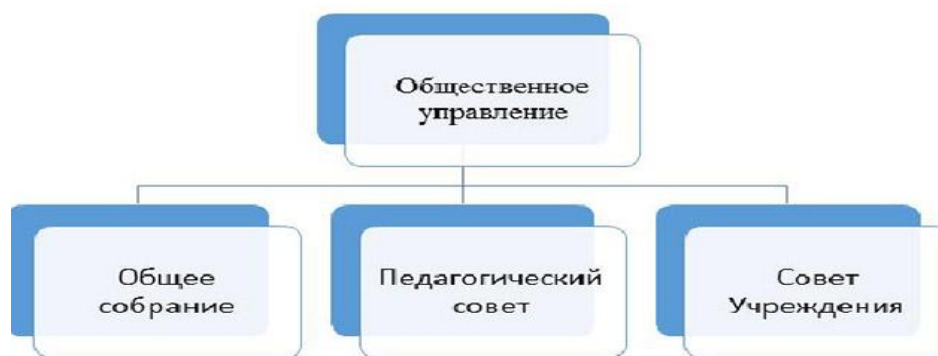 Общественное
управление
Общее
собрание
Педагогический
совет
Совет
Учреждения